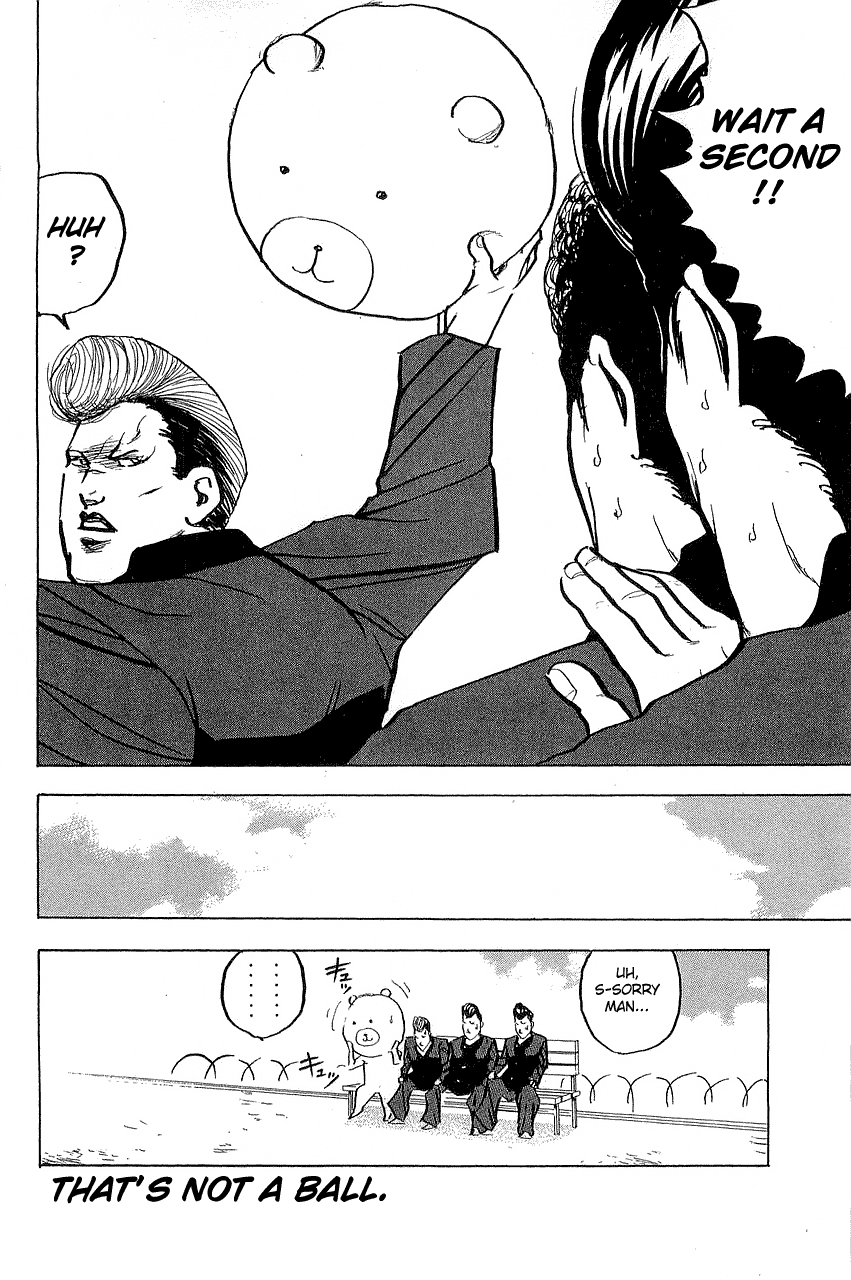 WAIT A
SECOND
!!
HUH
?
UH,
S-SORRY
MAN...
キュッ
キュッ
THAT'S NOT A BALL.